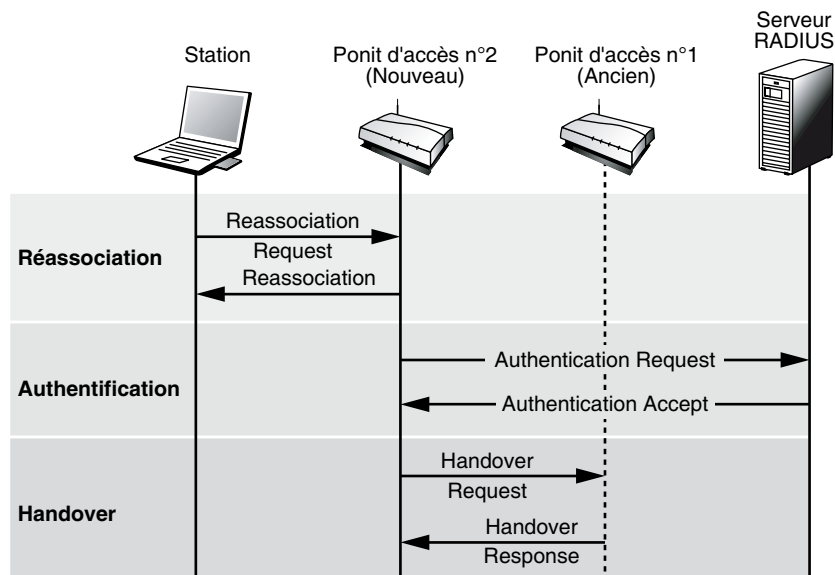 Serveur
RADIUS
Station
Ponit d'accès n°2
(Nouveau)
Ponit d'accès n°1
(Ancien)
Réassociation
Reassociation
Request
Reassociation
Authentification
Authentication Request
Authentication Accept
Handover
Handover
Request
Handover
Response